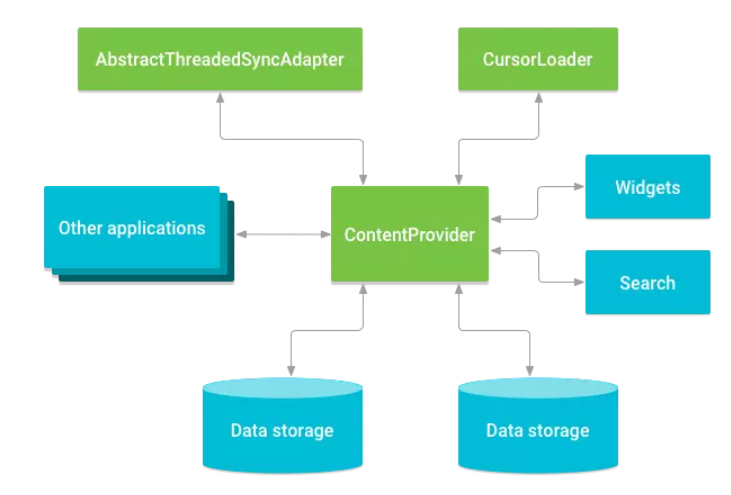 AbstractThreadedSyncAdapter
CursorLoader
Widgets
Other applications
ContentProvider
Search
Data storage
Data storage